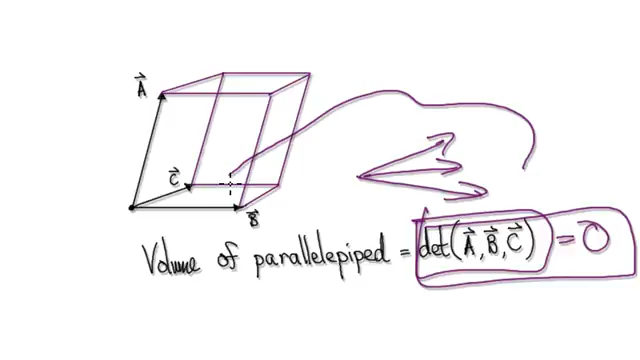 A⃗
C⃗
B⃗
Volume of parallelepiped = det(A⃗, B⃗, C⃗) = 0